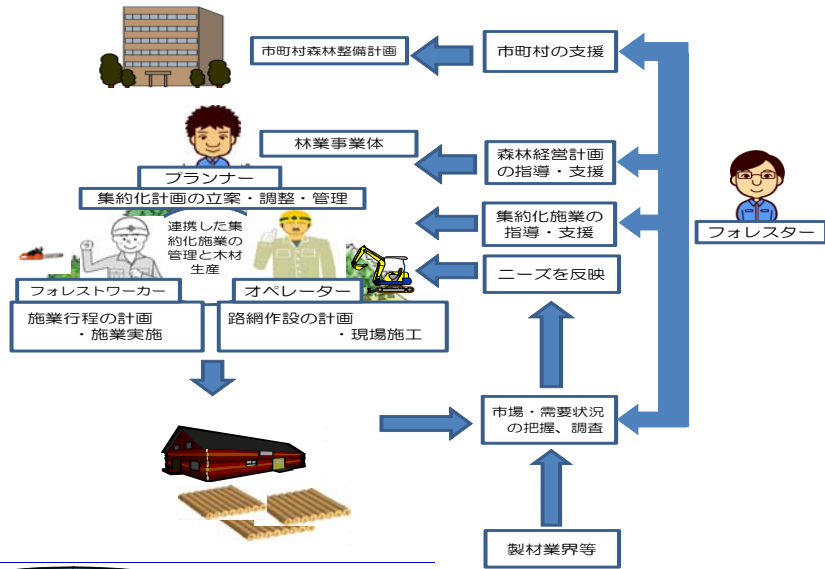 市町村森林整備計画
市町村の支援
林業事業体
プランナー
集約化計画の立案・調整・管理
森林経営計画
の指導・支援
連携した集
約化施業の
管理と木材
生産
集約化施業の
指導・支援
フォレスター
フォレストワーカー
オペレーター
ニーズを反映
施業行程の計画
・施業実施
路網作設の計画
・現場施工
市場・需要状況
の把握、調査
製材業界等